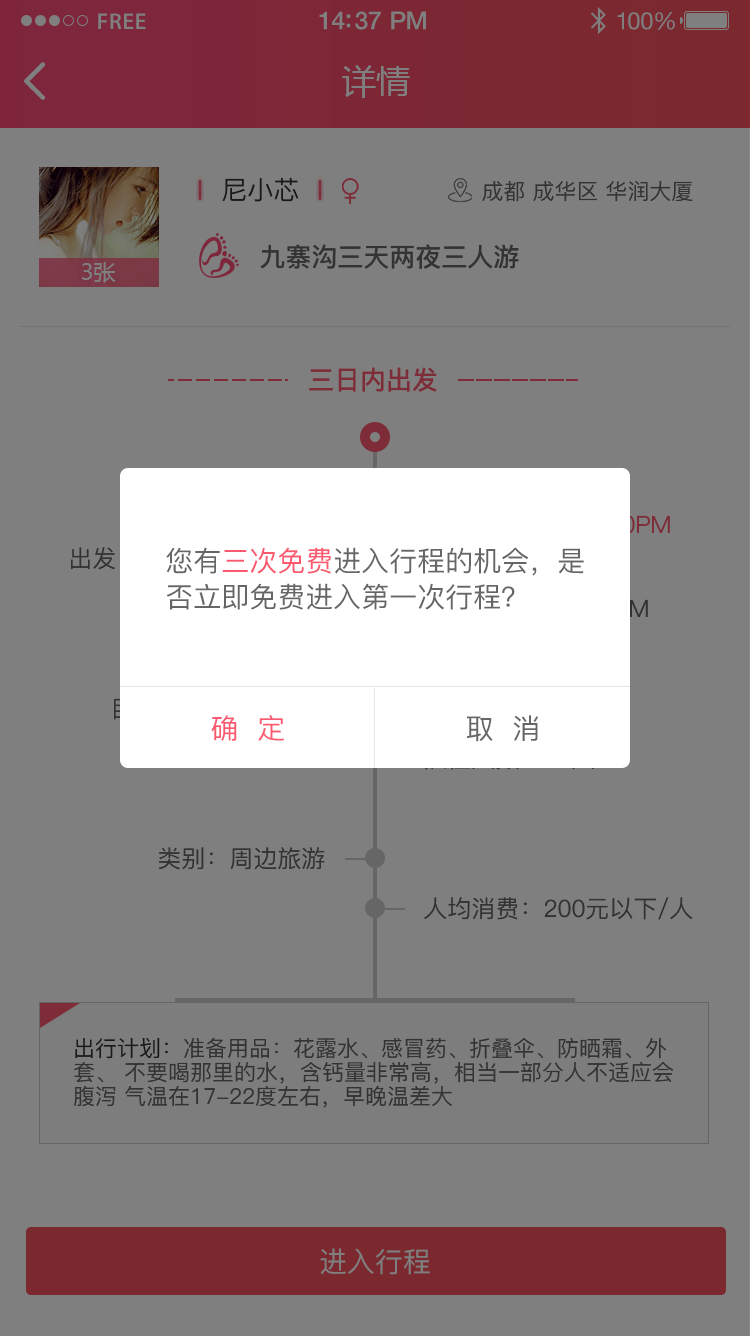 FREE 14:37 PM 100%
详情
尼小芯 成都 成华区 华润大厦
九寨沟三天两夜三人游
3张
三日内出发
PM
出发
您有三次免费进入行程的机会，是
否立即免费进入第一次行程?
M
确 定 取 消
类别：周边旅游
人均消费：200元以下/人
出行计划：准备用品：花露水、感冒药、折叠伞、防晒霜、外
套、 不要喝那里的水，含钙量非常高，相当一部分人不适应会
腹泻 气温在17-22度左右，早晚温差大
进入行程